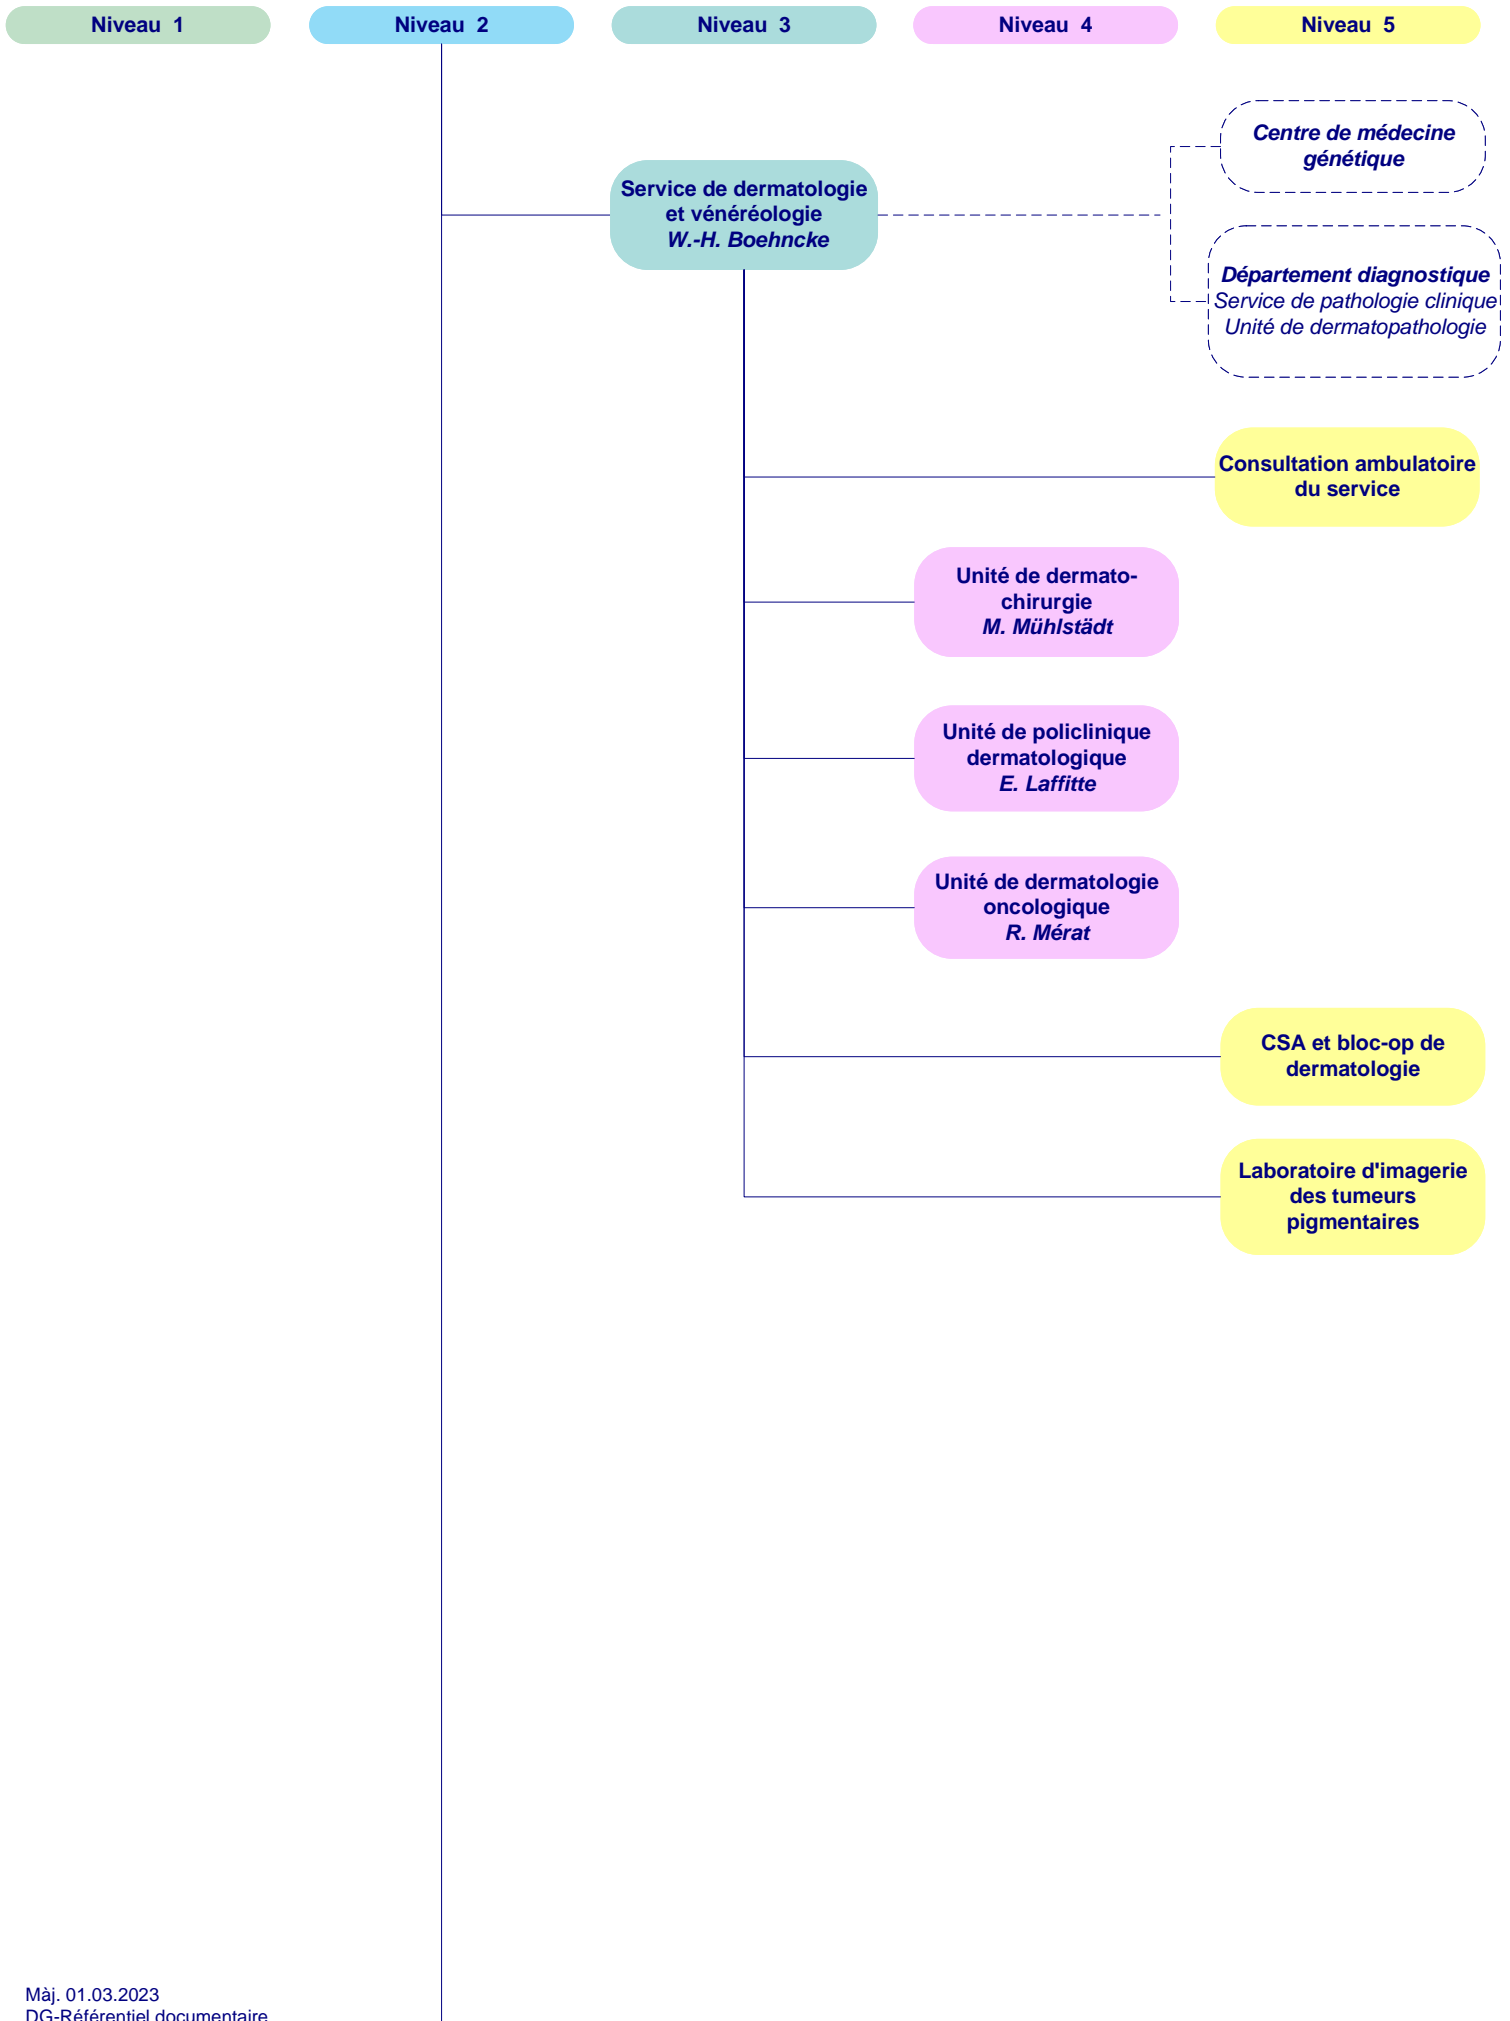 Niveau 1
Niveau 2
Niveau 3
Niveau 4
Niveau 5
Centre de médecine
génétique
Service de dermatologie
et vénéréologie
W.-H. Boehncke
Département diagnostique
Service de pathologie clinique
Unité de dermatopathologie
Consultation ambulatoire
du service
Unité de dermato-
chirurgie
M. Mühlstädt
Unité de policlinique
dermatologique
E. Laffitte
Unité de dermatologie
oncologique
R. Mérat
CSA et bloc-op de
dermatologie
Laboratoire d'imagerie
des tumeurs
pigmentaires
Màj. 01.03.2023
DG-Référentiel documentaire